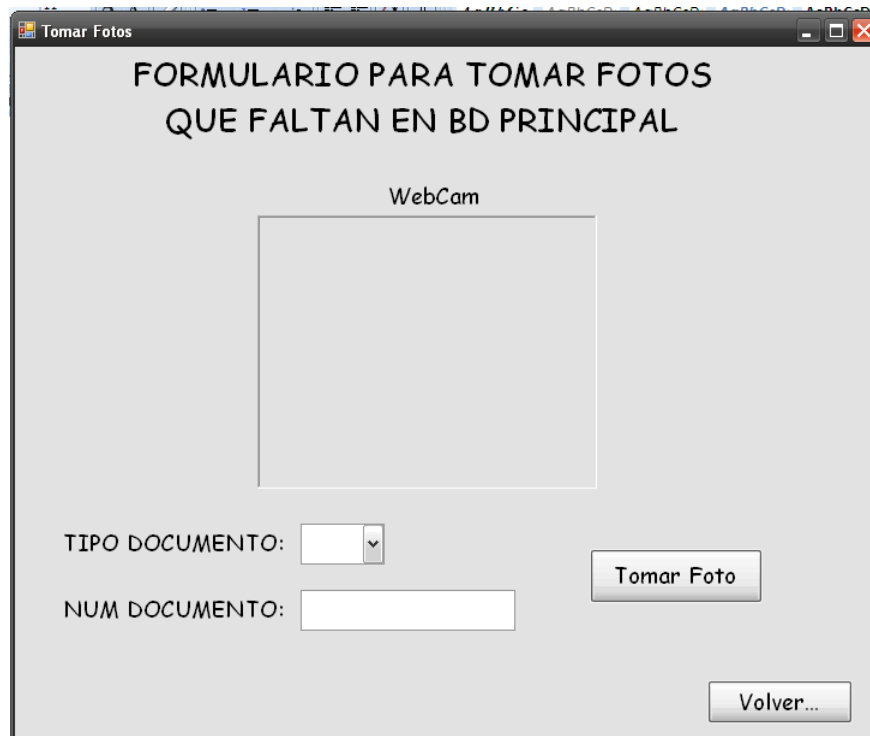 Tomar Fotos
FORMULARIO PARA TOMAR FOTOS
QUE FALTAN EN BD PRINCIPAL
WebCam
TIPO DOCUMENTO:
Tomar Foto
NUM DOCUMENTO:
Volver...